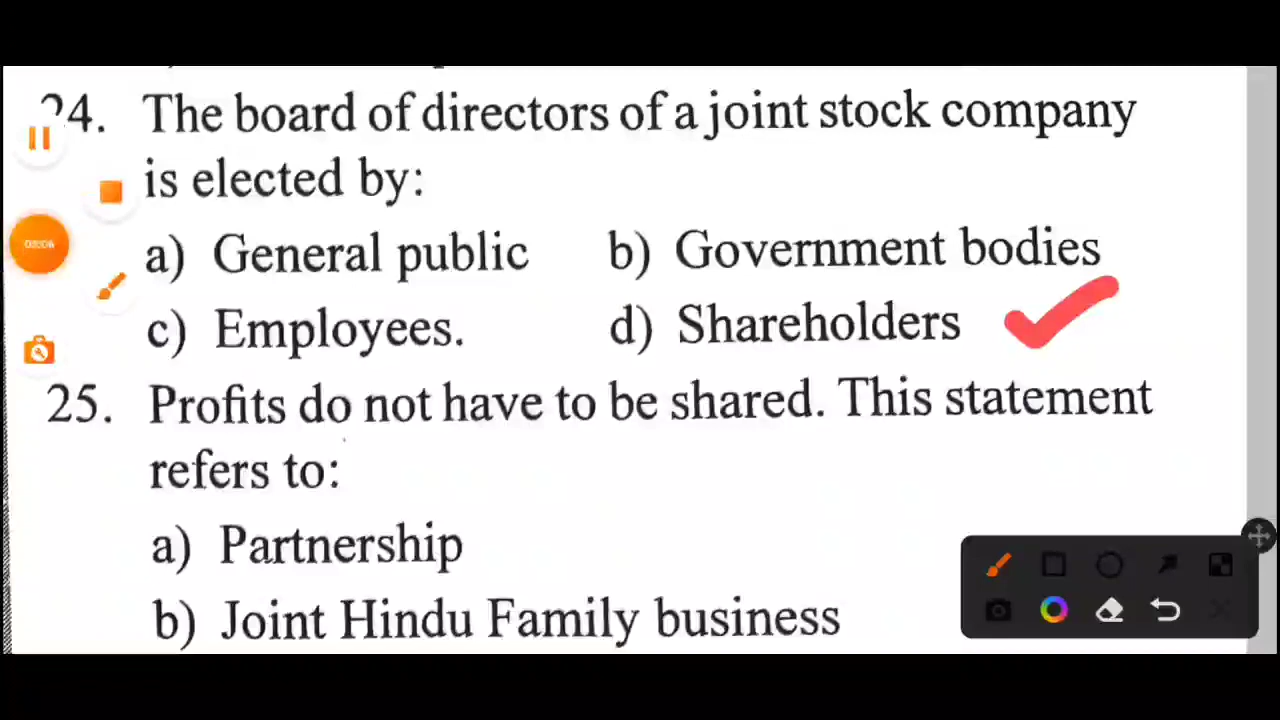 24. The board of directors of a joint stock company
is elected by:
a) General public b) Government bodies
c) Employees. d) Shareholders
25. Profits do not have to be shared. This statement
refers to:
a) Partnership
b) Joint Hindu Family business